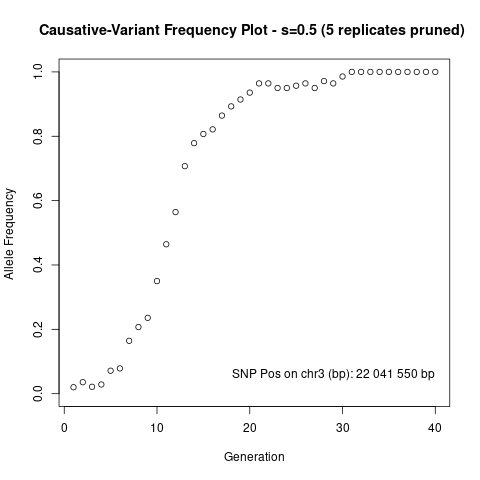 Causative-Variant Frequency Plot - s=0.5 (5 replicates pruned)
Allele Frequency
1.0
0.8
0.6
0.4
0.2
0.0
SNP Pos on chr3 (bp): 22 041 550 bp
0 10 20 30 40
Generation